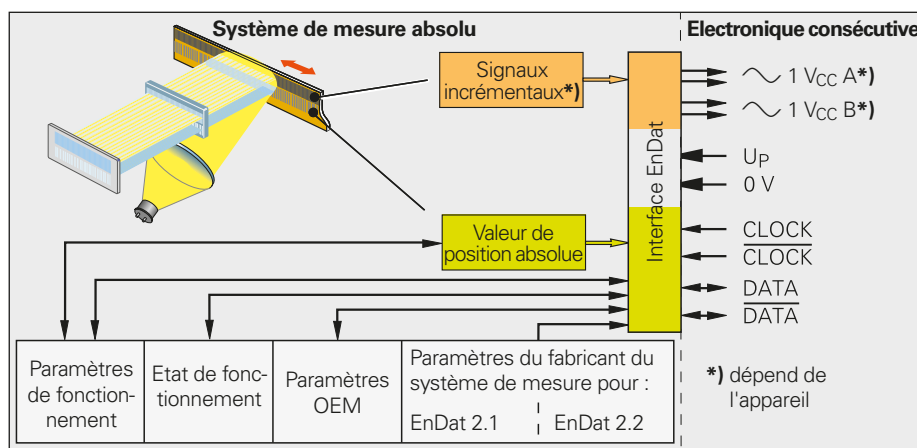 Système de mesure absolu
Electronique consécutive
Signaux
incrémentaux*)
1 VCC A*)
1 VCC B*)
Interface EnDat
UP
0 V
Valeur de
position absolue
CLOCK
CLOCK
DATA
DATA
Paramètres
de fonction-
nement
Etat de fonc-
tionnement
Paramètres
OEM
Paramètres du fabricant du
système de mesure pour :
EnDat 2.1
EnDat 2.2
*) dépend de
l'appareil